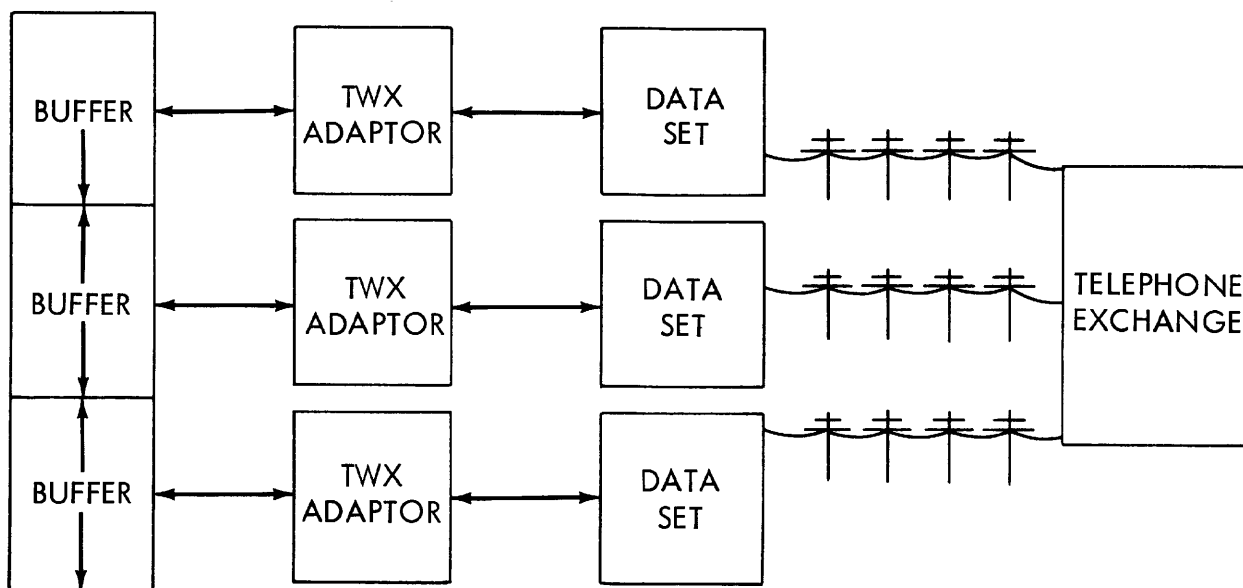 BUFFER
TWX
ADAPTOR
DATA
SET
BUFFER
TWX
ADAPTOR
DATA
SET
TELEPHONE
EXCHANGE
BUFFER
TWX
ADAPTOR
DATA
SET